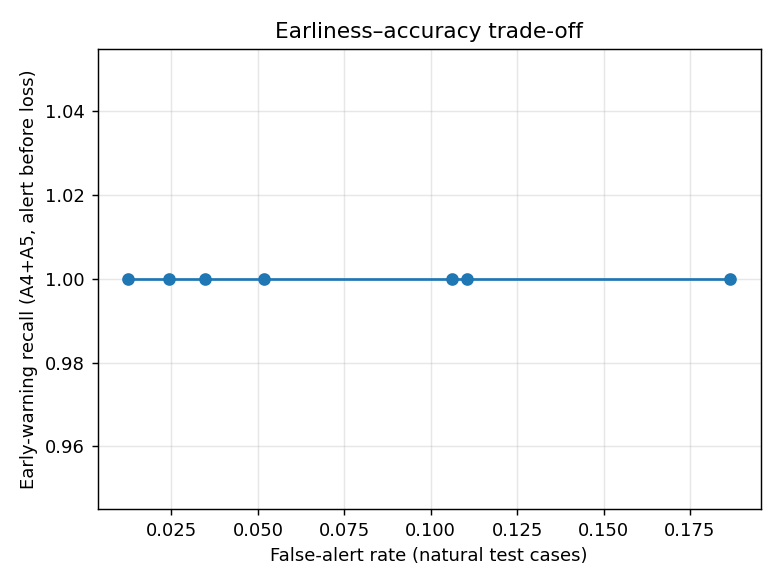 Earliness–accuracy trade-off
Early-warning recall (A4+A5, alert before loss)
1.04
1.02
1.00
0.98
0.96
0.025 0.050 0.075 0.100 0.125 0.150 0.175
False-alert rate (natural test cases)